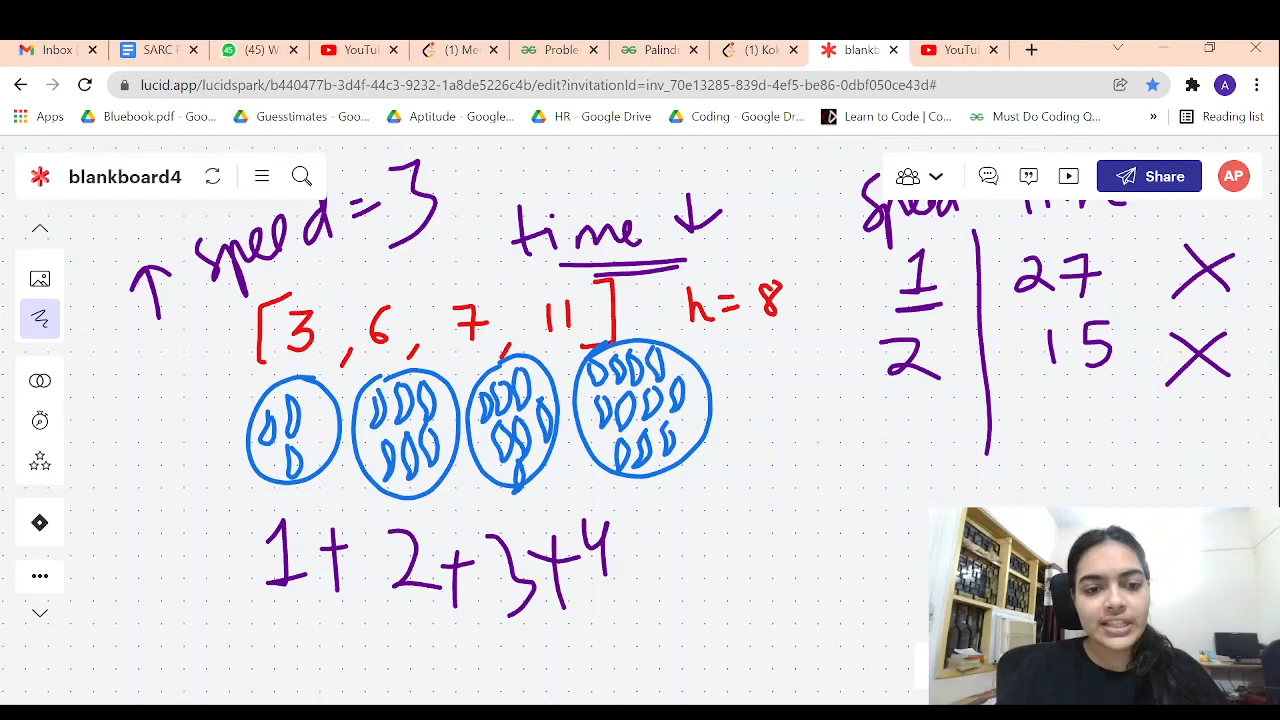 Inbox (
SARC F
(45) W
YouTu
(1) Me
Proble
Palindr
(1) Kok
blankb
YouTu
lucid.app/lucidspark/b440477b-3d4f-44c3-9232-1a8de5226c4b/edit?invitationId=inv_70e13285-839d-4ef5-be86-0dbf050ce43d#
A
Apps
Bluebook.pdf - Goo...
Guesstimates - Goo...
Aptitude - Google...
HR - Google Drive
Coding - Google Dr...
Learn to Code | Co...
Must Do Coding Q...
»
Reading list
blankboard4
Share
AP
↑ speed = 3
time ↓
speed time
[3, 6, 7, 11] h = 8
1 27 X
2 15 X
1 + 2 + 3 + 4